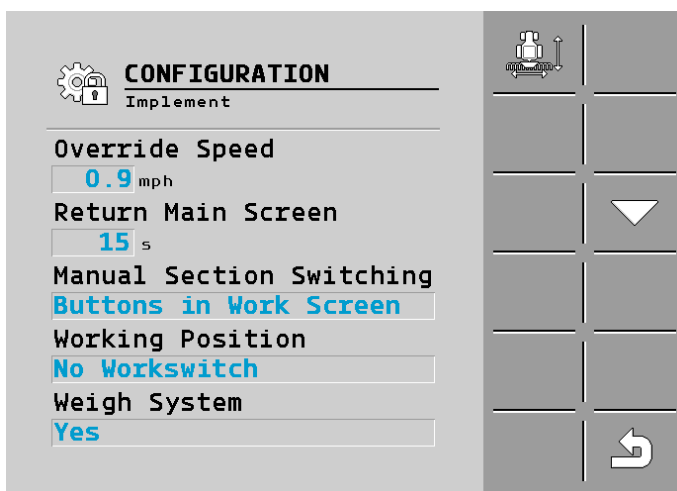 CONFIGURATION
Implement
Override Speed
0.9 mph
Return Main Screen
15 s
Manual Section Switching
Buttons in Work Screen
Working Position
No Workswitch
Weigh System
Yes